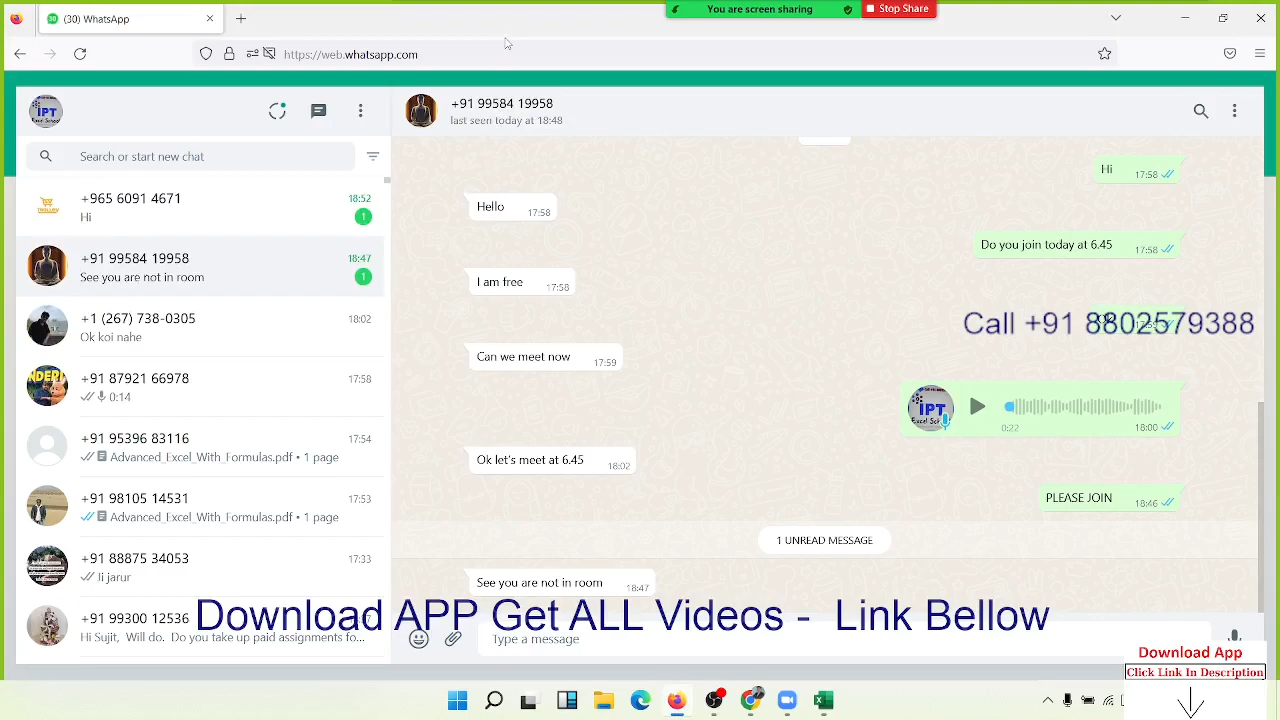 (30) WhatsApp
You are screen sharing
Stop Share
https://web.whatsapp.com
+91 99584 19958
last seen today at 18:48
Search or start new chat
+965 6091 4671
18:52
Hi
1
+91 99584 19958
18:47
See you are not in room
1
+1 (267) 738-0305
18:02
Ok koi nahe
+91 87921 66978
17:58
0:14
+91 95396 83116
17:54
Advanced_Excel_With_Formulas.pdf • 1 page
+91 98105 14531
17:53
Advanced_Excel_With_Formulas.pdf • 1 page
+91 88875 34053
17:33
Ji jarur
+91 99300 12536
Hi Sujit, Will do. Do you take up paid assignments fo...
Hi
17:58
Hello
17:58
Do you join today at 6.45
17:58
I am free
17:58
Call +91 8802579388
Can we meet now
17:59
IPT
0:22
18:00
Ok let's meet at 6.45
18:02
PLEASE JOIN
18:46
1 UNREAD MESSAGE
See you are not in room
18:47
Download APP Get ALL Videos - Link Bellow
Type a message
Download App
Click Link In Description